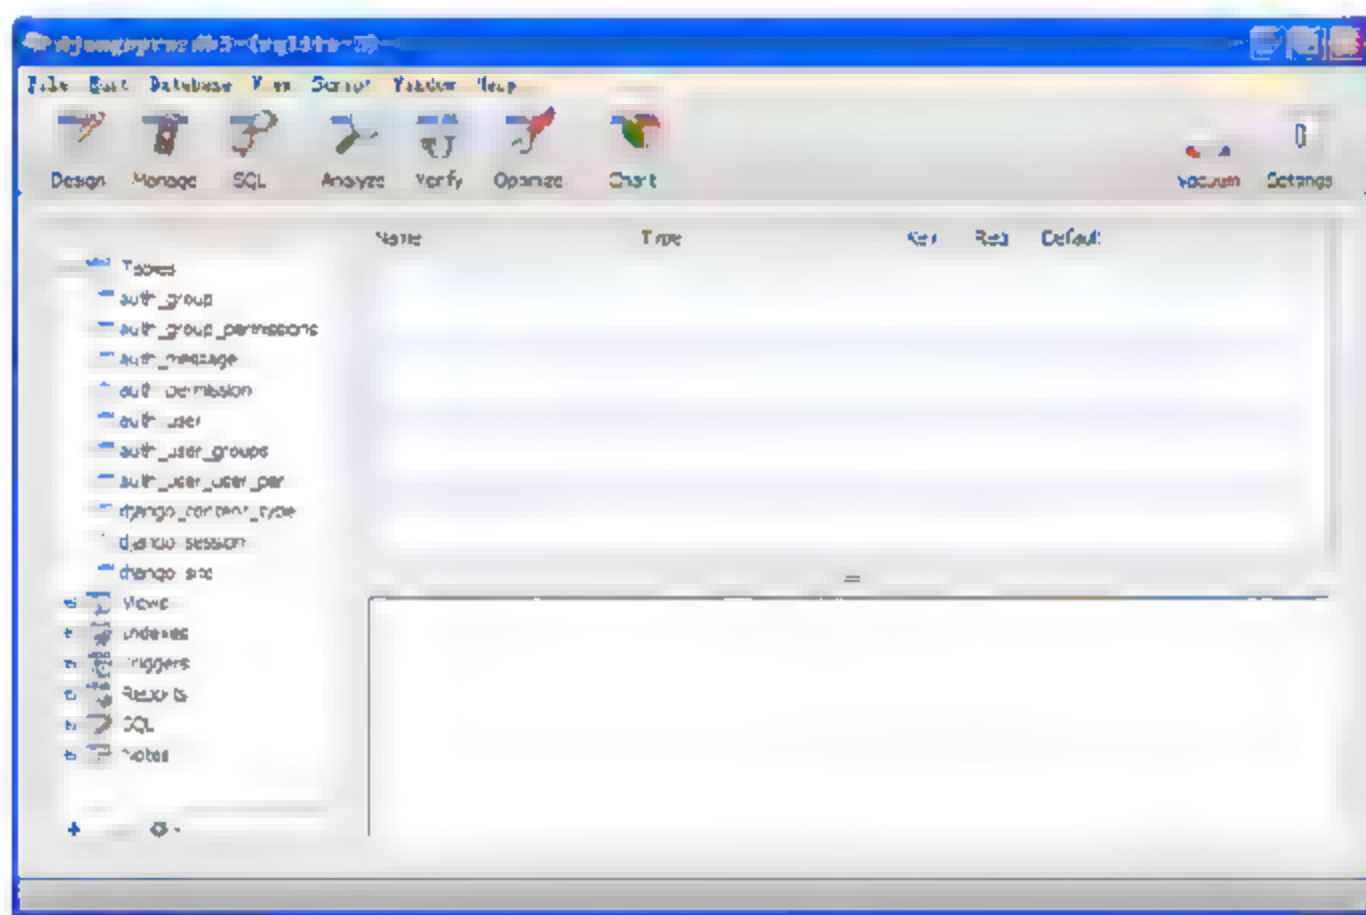 File Edit Database View Script Window Help
Design Manage SQL Analyze Verify Optimize Chart Vacuum Settings
Name Type Key Req Default
Tables
auth_group
auth_group_permissions
auth_message
auth_permission
auth_user
auth_user_groups
auth_user_user_per
django_content_type
django_session
django_site
Views
Indexes
Triggers
Reports
SQL
Notes